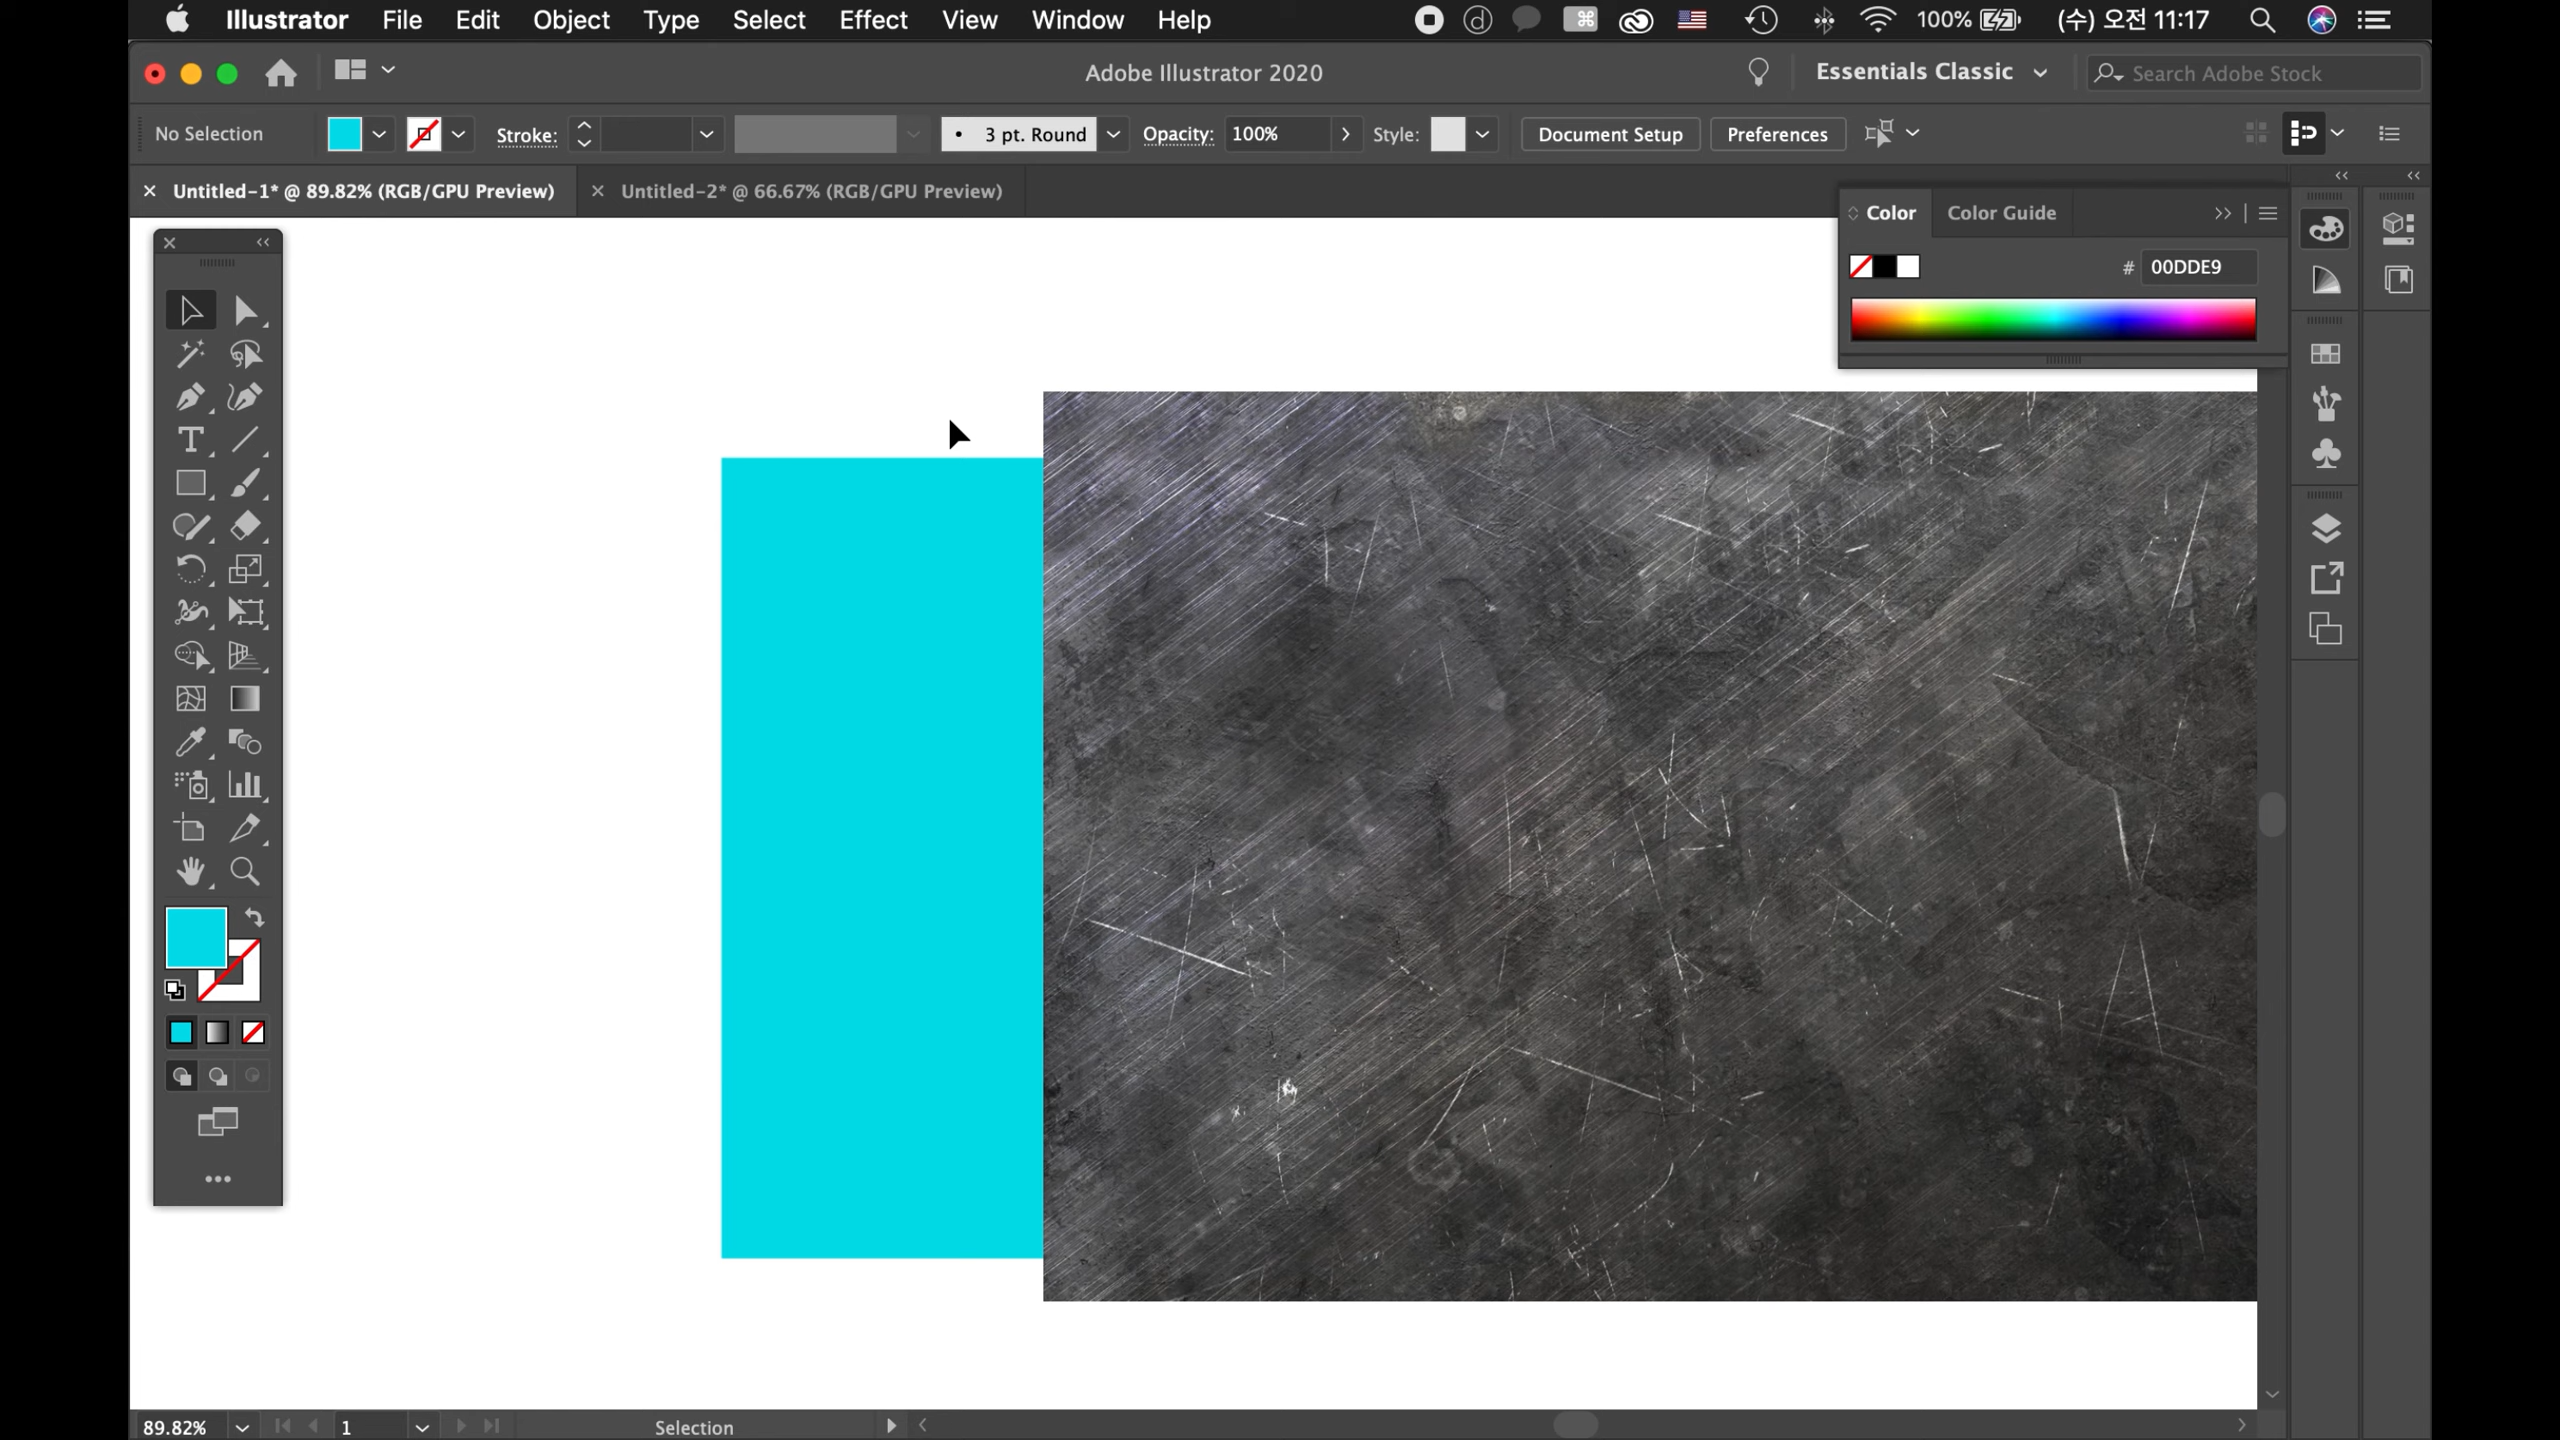 Illustrator File Edit Object Type Select Effect View Window Help 100% (수) 오전 11:17
Adobe Illustrator 2020 Essentials Classic Search Adobe Stock
No Selection Stroke: 3 pt. Round Opacity: 100% Style: Document Setup Preferences
Untitled-1* @ 89.82% (RGB/GPU Preview) Untitled-2* @ 66.67% (RGB/GPU Preview)
Color Color Guide
# 00DDE9
89.82% 1 Selection